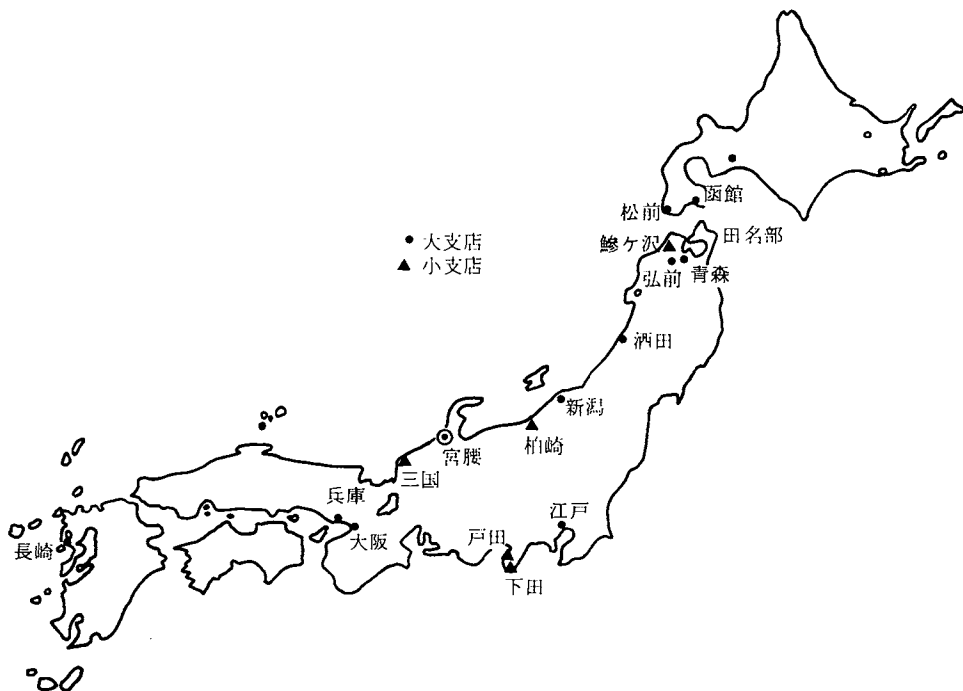 函館
松前
田名部
● 大支店
▲ 小支店
鰺ケ沢
弘前
青森
酒田
新潟
柏崎
宮腰
三国
兵庫
大阪
江戸
戸田
下田
長崎